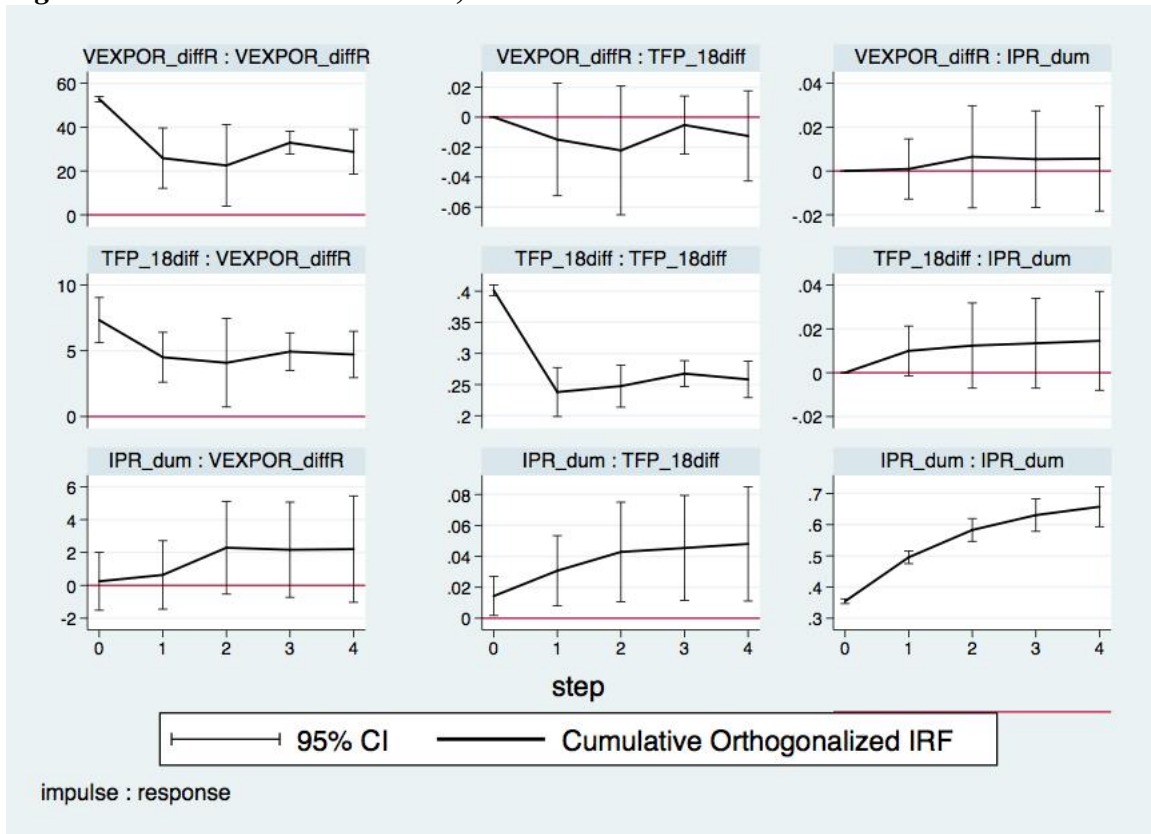 VEXPOR_diffR : VEXPOR_diffR VEXPOR_diffR : TFP_18diff VEXPOR_diffR : IPR_dum
60 .02 .04
40 0 .02
20 -.02 0
0 -.04 -.02
-.06
TFP_18diff : VEXPOR_diffR TFP_18diff : TFP_18diff TFP_18diff : IPR_dum
10 .4 .04
5 .35 .02
0 .3 0
.25 -.02
.2
IPR_dum : VEXPOR_diffR IPR_dum : TFP_18diff IPR_dum : IPR_dum
6 .08 .7
4 .06 .6
2 .04 .5
0 .02 .4
-2 0 .3
0 1 2 3 4 0 1 2 3 4 0 1 2 3 4
step
95% CI Cumulative Orthogonalized IRF
impulse : response